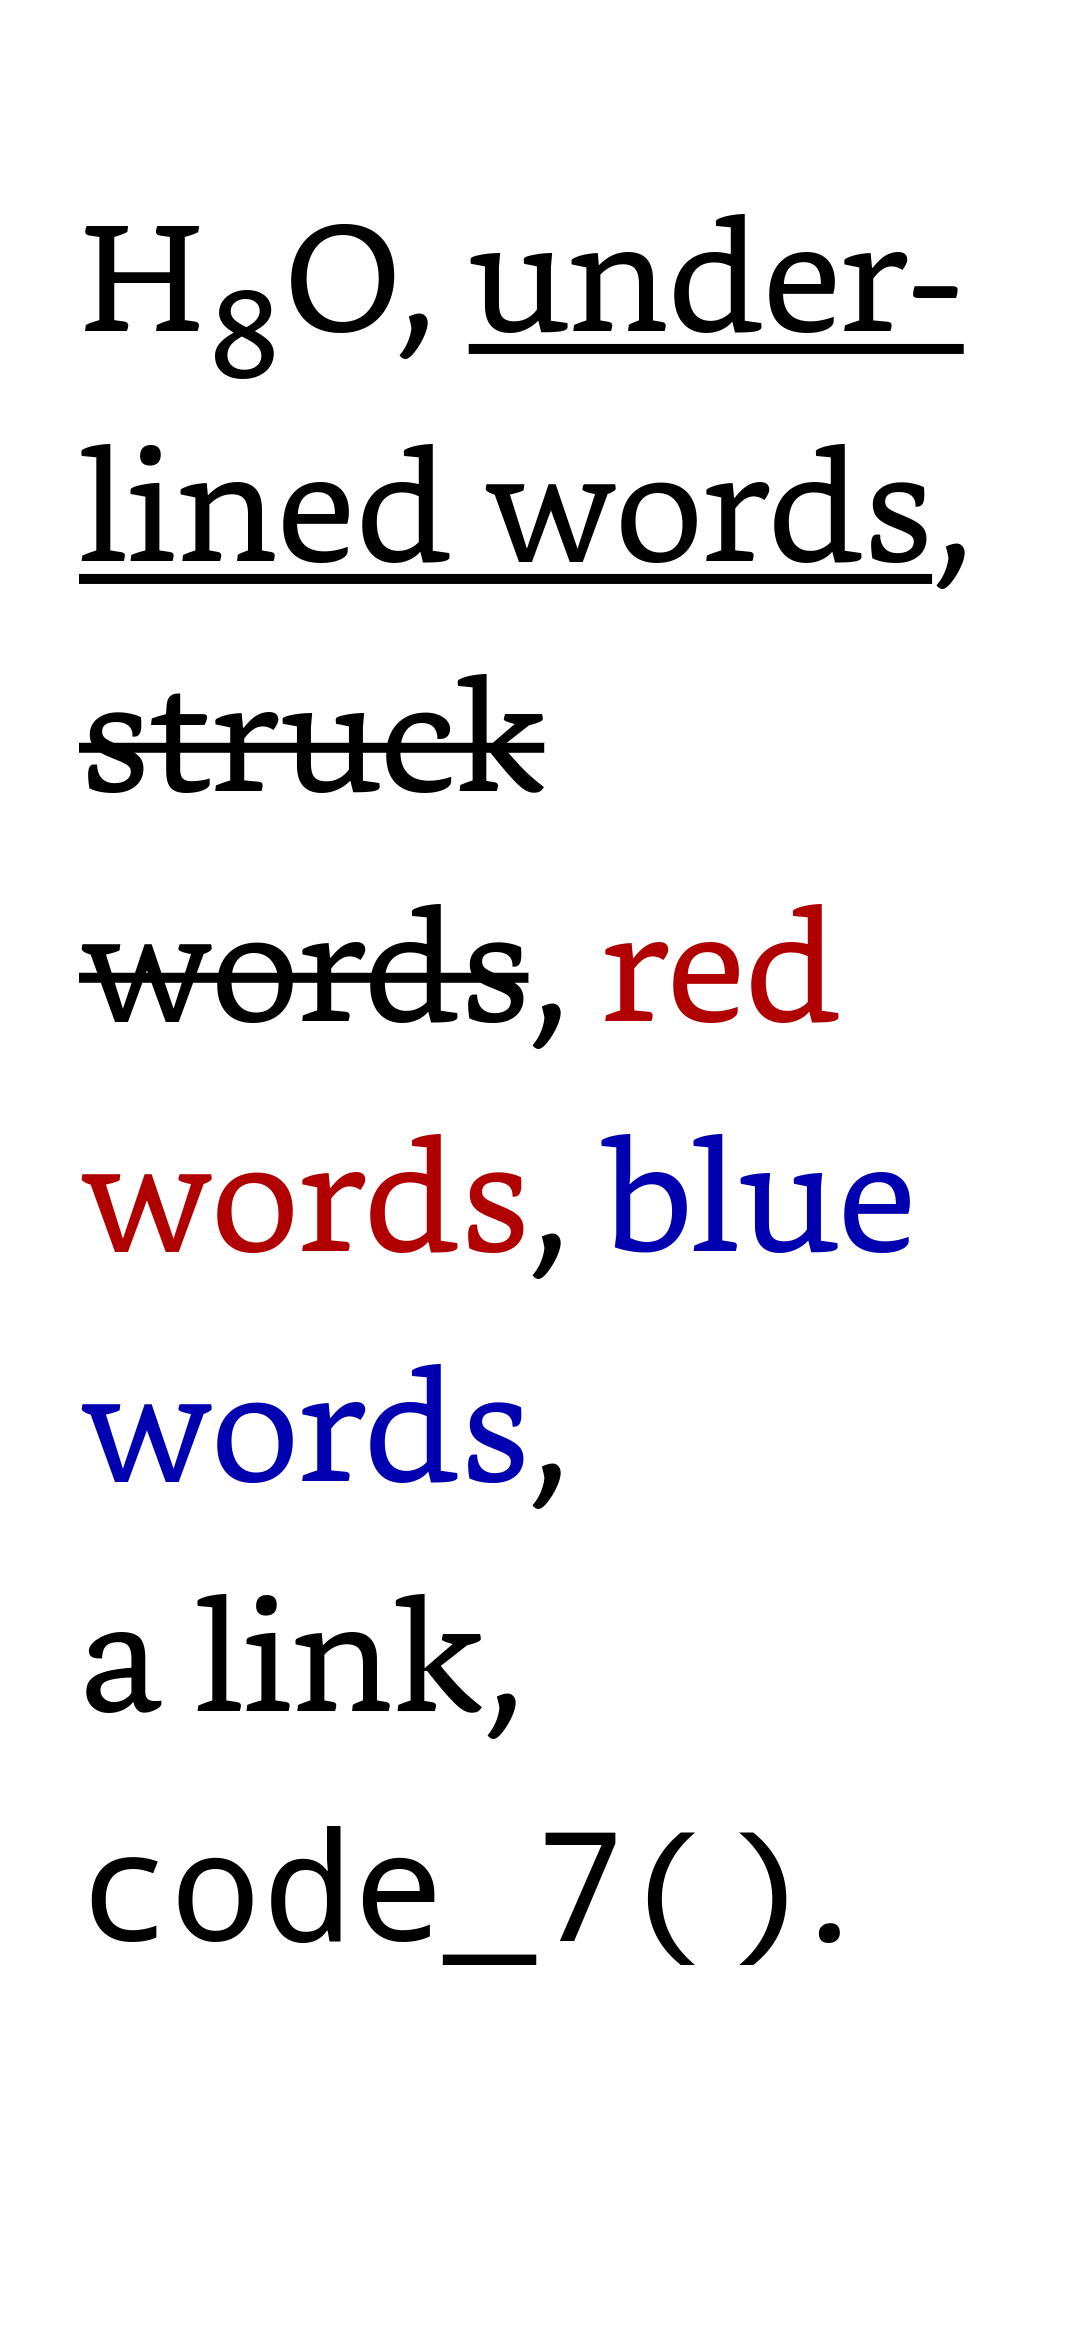 H₈O, under-
lined words,
struck
words, red
words, blue
words,
a link,
code_7().